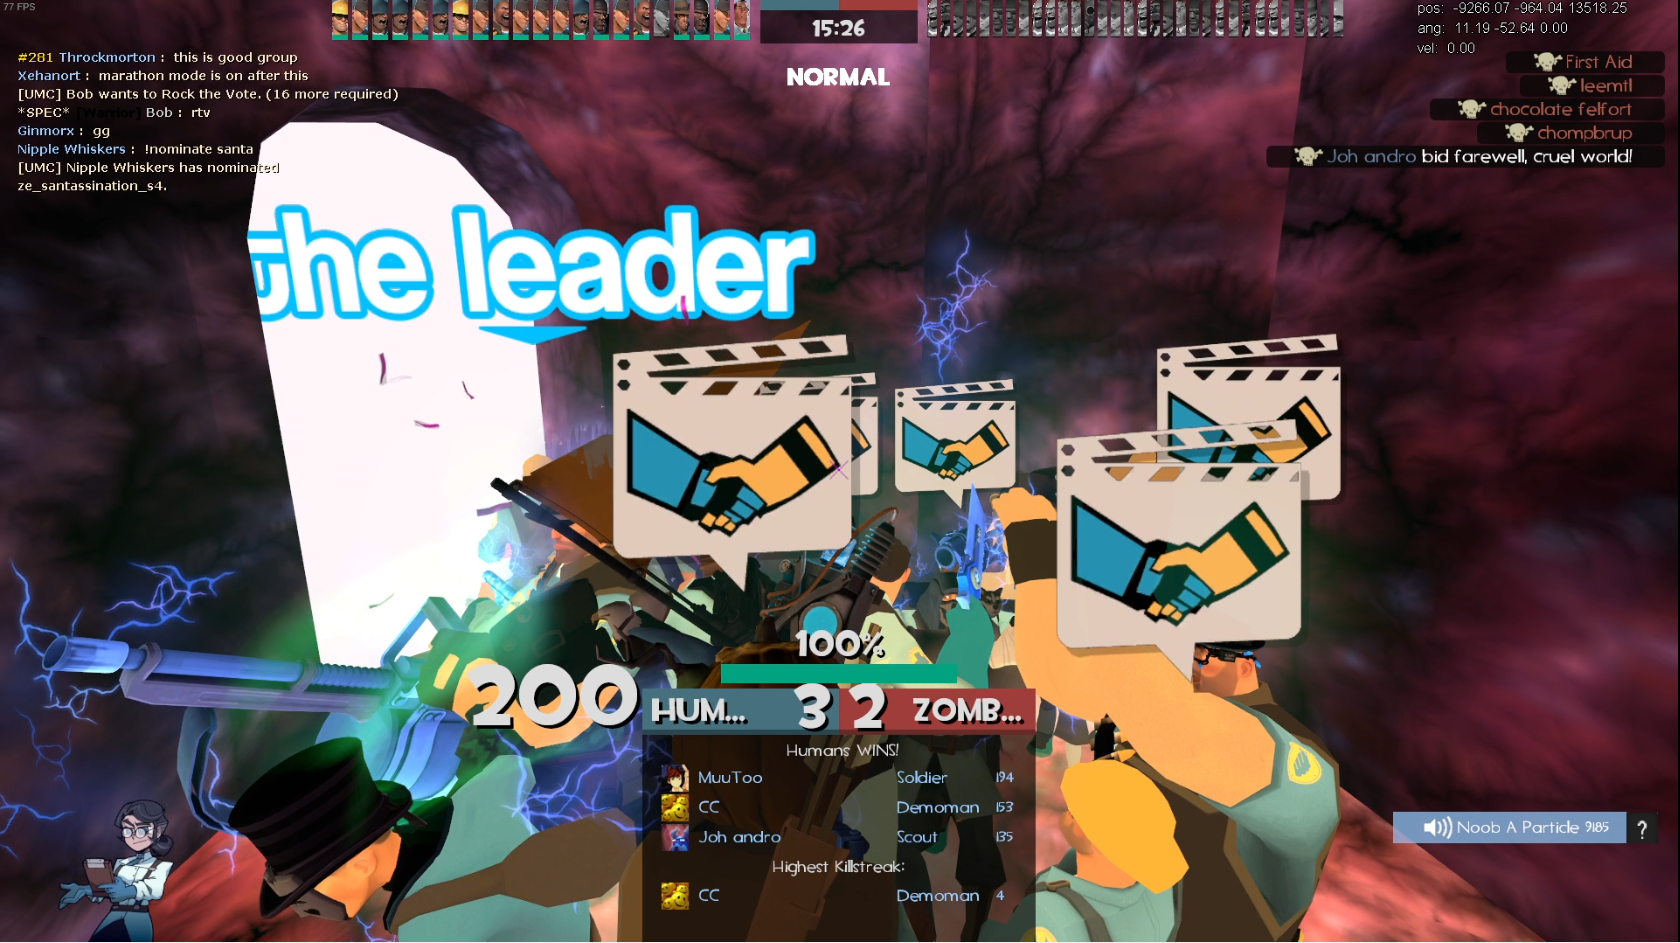 77 FPS
15:26
NORMAL
pos: -9266.07 -964.04 13518.25
ang: 11.19 -52.64 0.00
vel: 0.00
#281 Throckmorton : this is good group
Xehanort : marathon mode is on after this
[UMC] Bob wants to Rock the Vote. (16 more required)
*SPEC* [Warrior] Bob : rtv
Ginmorx : gg
Nipple Whiskers : !nominate santa
[UMC] Nipple Whiskers has nominated
ze_santassination_s4.
First Aid
leemtl
chocolate felfort
chompbrup
Joh andro bid farewell, cruel world!
the leader
100%
200
HUM... 3 2 ZOMB...
Humans WINS!
MuuToo Soldier 194
CC Demoman 153
Joh andro Scout 135
Highest Killstreak:
CC Demoman 4
Noob A Particle 9185 ?